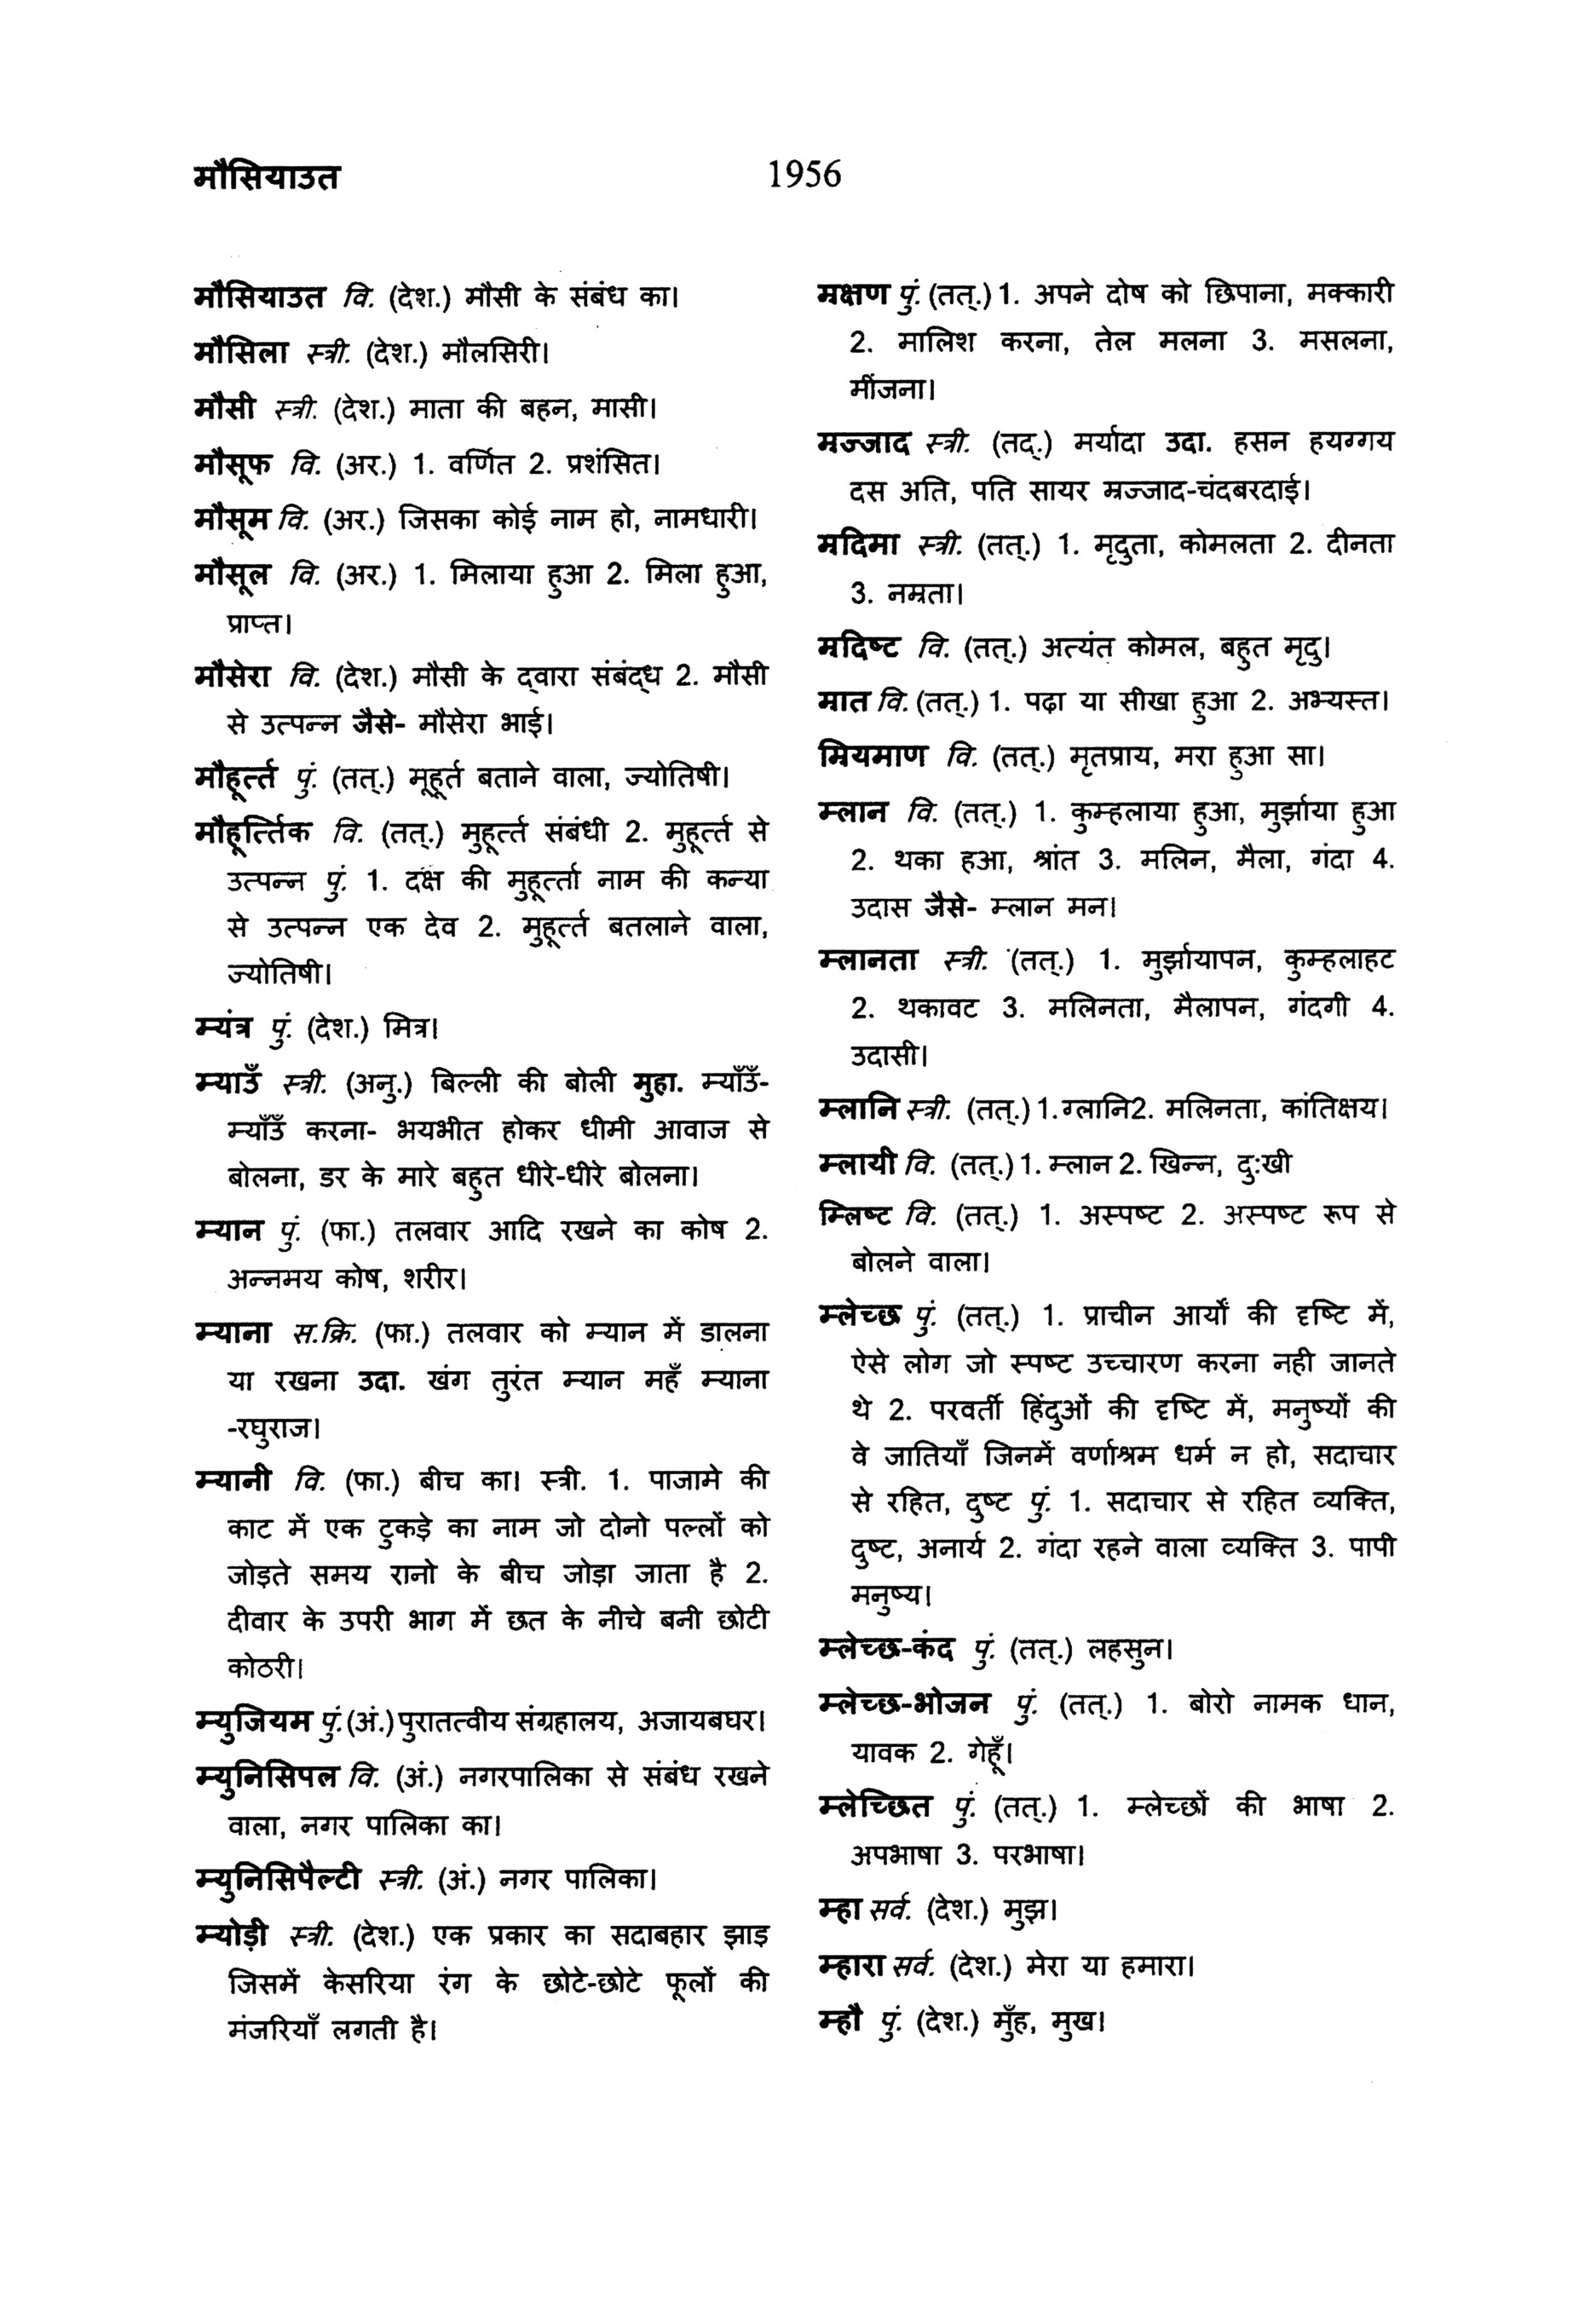 मौसियाउत
1956
मौसियाउत वि. (देश.) मौसी के संबंध का।
मौसिला स्त्री. (देश.) मौलसिरी।
मौसी स्त्री. (देश.) माता की बहन, मासी।
मौसूफ वि. (अर.) 1. वर्णित 2. प्रशंसित।
मौसूम वि. (अर.) जिसका कोई नाम हो, नामधारी।
मौसूल वि. (अर.) 1. मिलाया हुआ 2. मिला हुआ,
प्राप्त।
मौसेरा वि. (देश.) मौसी के द्वारा संबंद्ध 2. मौसी
से उत्पन्न जैसे- मौसेरा भाई।
मौहूर्त्त पुं. (तत्.) मूहूर्त बताने वाला, ज्योतिषी।
मौहूर्त्तिक वि. (तत्.) मुहूर्त्त संबंधी 2. मुहूर्त्त से
उत्पन्न पुं. 1. दक्ष की मुहूर्त्ता नाम की कन्या
से उत्पन्न एक देव 2. मुहूर्त्त बतलाने वाला,
ज्योतिषी।
म्यंत्र पुं. (देश.) मित्र।
म्याउँ स्त्री. (अनु.) बिल्ली की बोली मुहा. म्याँउँ-
म्याँउँ करना- भयभीत होकर धीमी आवाज से
बोलना, डर के मारे बहुत धीरे-धीरे बोलना।
म्यान पुं. (फा.) तलवार आदि रखने का कोष 2.
अन्नमय कोष, शरीर।
म्याना स.क्रि. (फा.) तलवार को म्यान में डालना
या रखना उदा. खंग तुरंत म्यान महँ म्याना
-रघुराज।
म्यानी वि. (फा.) बीच का। स्त्री. 1. पाजामे की
काट में एक टुकड़े का नाम जो दोनो पल्लों को
जोड़ते समय रानो के बीच जोड़ा जाता है 2.
दीवार के उपरी भाग में छत के नीचे बनी छोटी
कोठरी।
म्युजियम पुं. (अं.) पुरातत्वीय संग्रहालय, अजायबघर।
म्युनिसिपल वि. (अं.) नगरपालिका से संबंध रखने
वाला, नगर पालिका का।
म्युनिसिपैल्टी स्त्री. (अं.) नगर पालिका।
म्योड़ी स्त्री. (देश.) एक प्रकार का सदाबहार झाड़
जिसमें केसरिया रंग के छोटे-छोटे फूलों की
मंजरियाँ लगती है।
म्रक्षण पुं. (तत्.) 1. अपने दोष को छिपाना, मक्कारी
2. मालिश करना, तेल मलना 3. मसलना,
मींजना।
म्रज्जाद स्त्री. (तद्.) मर्यादा उदा. हसन हयग्गय
दस अति, पति सायर म्रज्जाद-चंदबरदाई।
म्रदिमा स्त्री. (तत्.) 1. मृदुता, कोमलता 2. दीनता
3. नम्रता।
म्रदिष्ट वि. (तत्.) अत्यंत कोमल, बहुत मृदु।
म्रात वि. (तत्.) 1. पढ़ा या सीखा हुआ 2. अभ्यस्त।
म्रियमाण वि. (तत्.) मृतप्राय, मरा हुआ सा।
म्लान वि. (तत्.) 1. कुम्हलाया हुआ, मुर्झाया हुआ
2. थका हआ, श्रांत 3. मलिन, मैला, गंदा 4.
उदास जैसे- म्लान मन।
म्लानता स्त्री. (तत्.) 1. मुर्झायापन, कुम्हलाहट
2. थकावट 3. मलिनता, मैलापन, गंदगी 4.
उदासी।
म्लानि स्त्री. (तत्.) 1.ग्लानि2. मलिनता, कांतिक्षय।
म्लायी वि. (तत्.) 1. म्लान 2. खिन्न, दु:खी
म्लिष्ट वि. (तत्.) 1. अस्पष्ट 2. अस्पष्ट रूप से
बोलने वाला।
म्लेच्छ पुं. (तत्.) 1. प्राचीन आर्यों की दृष्टि में,
ऐसे लोग जो स्पष्ट उच्चारण करना नही जानते
थे 2. परवर्ती हिंदुओं की दृष्टि में, मनुष्यों की
वे जातियाँ जिनमें वर्णाश्रम धर्म न हो, सदाचार
से रहित, दुष्ट पुं. 1. सदाचार से रहित व्यक्ति,
दुष्ट, अनार्य 2. गंदा रहने वाला व्यक्ति 3. पापी
मनुष्य।
म्लेच्छ-कंद पुं. (तत्.) लहसुन।
म्लेच्छ-भोजन पुं. (तत्.) 1. बोरो नामक धान,
यावक 2. गेहूँ।
म्लेच्छित पुं. (तत्.) 1. म्लेच्छों की भाषा 2.
अपभाषा 3. परभाषा।
म्हा सर्व. (देश.) मुझ।
म्हारा सर्व. (देश.) मेरा या हमारा।
म्हौ पुं. (देश.) मुँह, मुख।